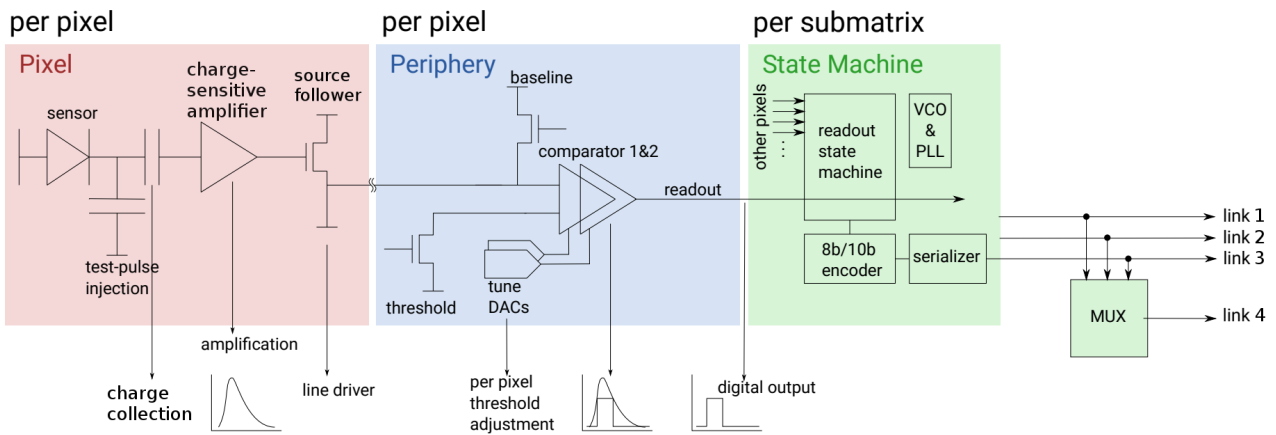 per pixel
per pixel
per submatrix
Pixel
sensor
charge-
sensitive
amplifier
source
follower
test-pulse
injection
amplification
charge
collection
line driver
Periphery
baseline
comparator 1&2
readout
threshold
tune
DACs
per pixel
threshold
adjustment
digital output
State Machine
other pixels
...
readout
state
machine
VCO
&
PLL
8b/10b
encoder
serializer
link 1
link 2
link 3
MUX
link 4